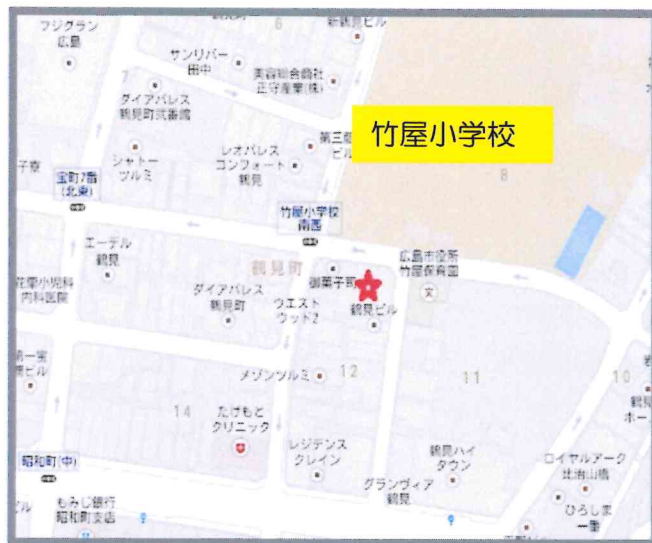 フジグラン
広島
6
新鶴見ビル
サンリバー
田中
美容総合商社
正守産業(株)
7
ダイアパレス
鶴見町弐番館
竹屋小学校
シャトー
ツルミ
レオパレス
コンフォート
鶴見
第三鶴
ビル
8
子寮
宝町7番
(北東)
竹屋小学校
南西
エーテル
鶴見
鶴見町
御菓子司
広島市役所
竹屋保育園
花屋小児科
内科医院
ダイアパレス
鶴見町
ウエスト
ウッド2
鶴見ビル
メゾンツルミ
12
11
10
14
たけもと
クリニック
レジデンス
クレイン
鶴見ハイ
タウン
グランヴィア
鶴見
ロイヤルアーク
比治山橋
昭和町(中)
もみじ銀行
昭和町支店
ひろしま
一番